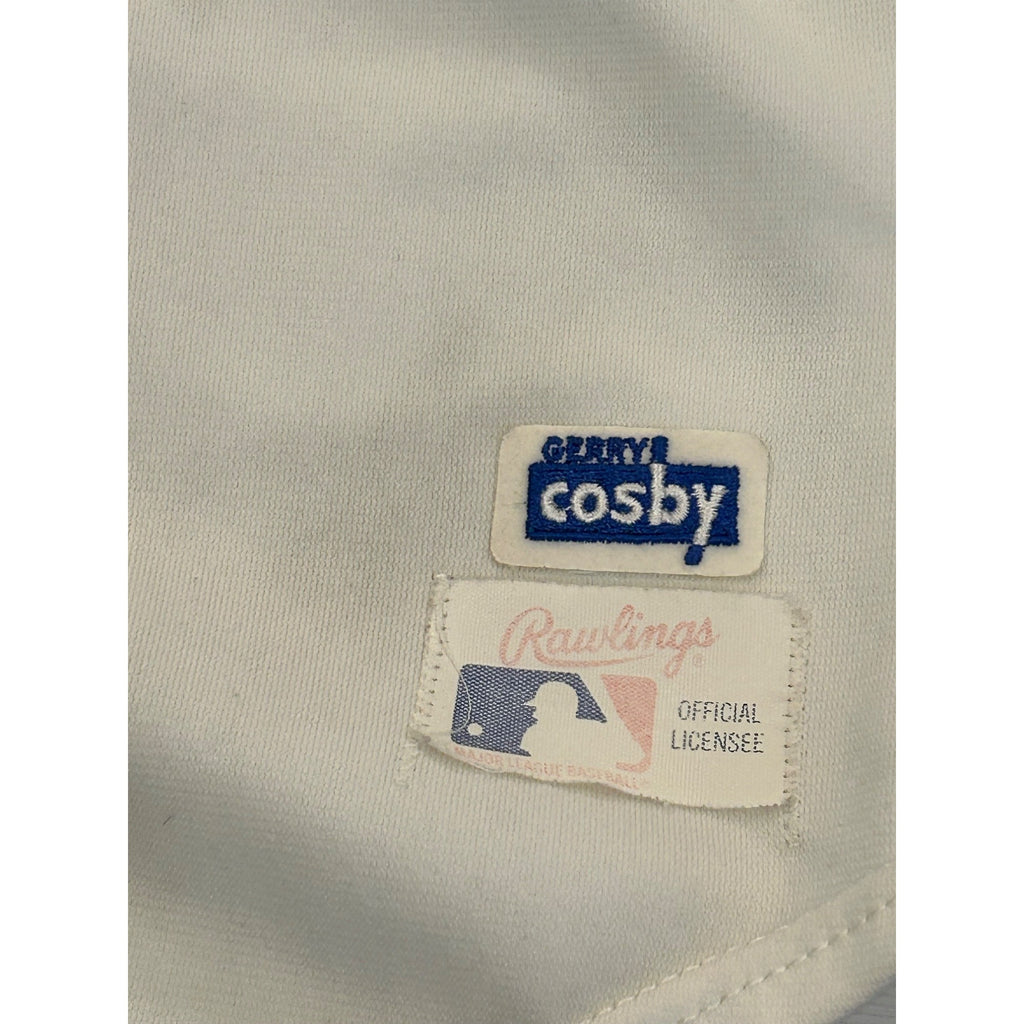 GERRY
cosby
Rawlings®
OFFICIAL
LICENSEE
MAJOR LEAGUE BASEBALL